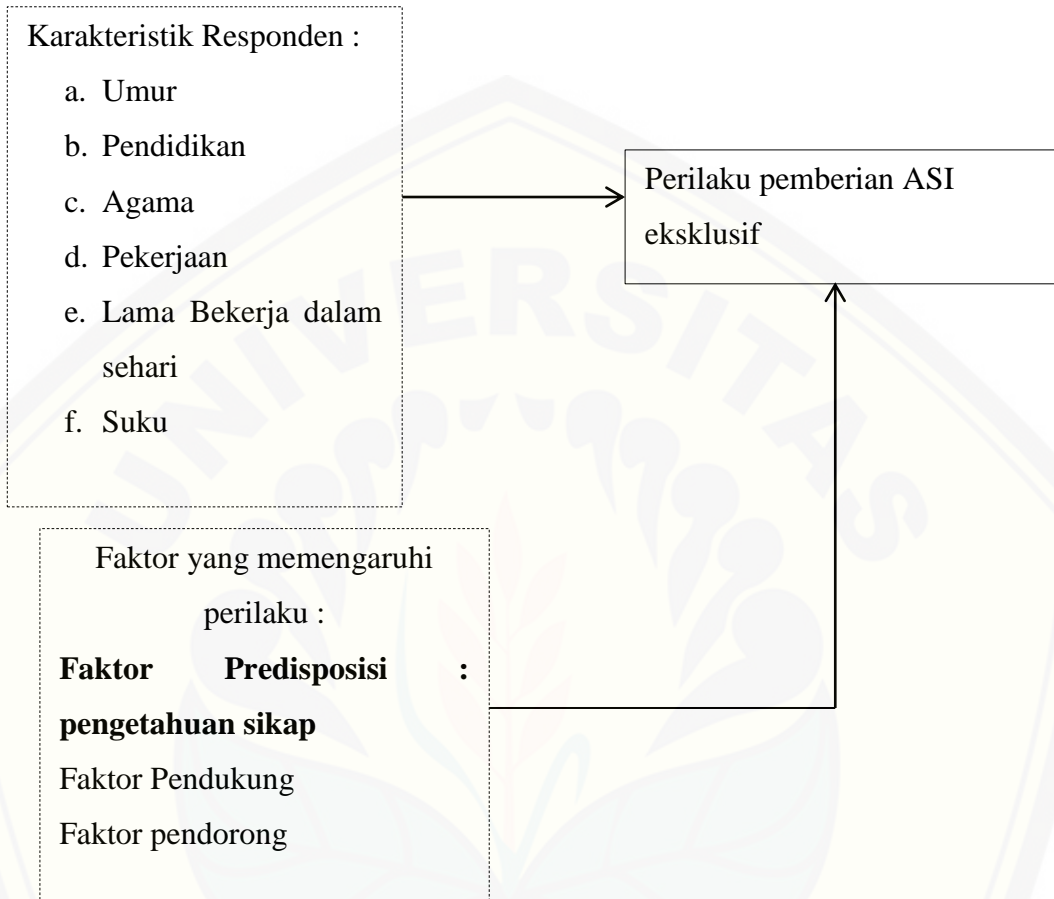 Karakteristik Responden :
a. Umur
b. Pendidikan
c. Agama
d. Pekerjaan
e. Lama Bekerja dalam
sehari
f. Suku
Perilaku pemberian ASI
eksklusif
Faktor yang memengaruhi
perilaku :
Faktor Predisposisi :
pengetahuan sikap
Faktor Pendukung
Faktor pendorong
UNIVERSITAS